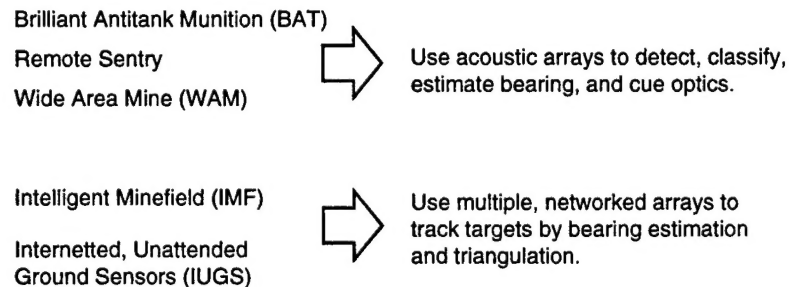 Brilliant Antitank Munition (BAT)
Remote Sentry
Wide Area Mine (WAM)
Use acoustic arrays to detect, classify,
estimate bearing, and cue optics.
Intelligent Minefield (IMF)
Internetted, Unattended
Ground Sensors (IUGS)
Use multiple, networked arrays to
track targets by bearing estimation
and triangulation.